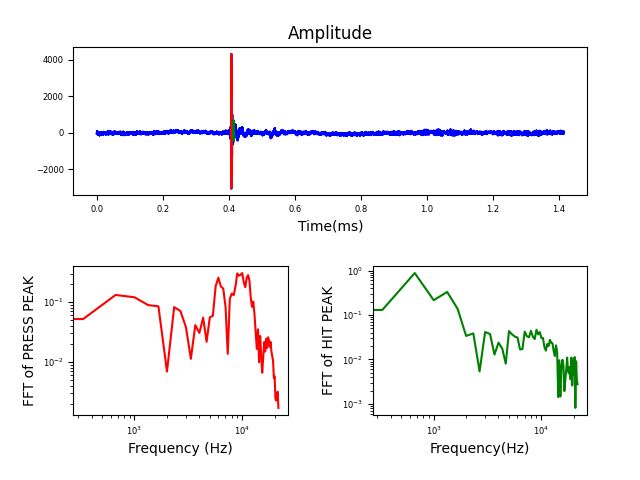 Amplitude
4000
2000
0
−2000
0.0 0.2 0.4 0.6 0.8 1.0 1.2 1.4
Time(ms)
FFT of PRESS PEAK
10⁻¹
10⁻²
10³ 10⁴
Frequency (Hz)
FFT of HIT PEAK
10⁰
10⁻¹
10⁻²
10⁻³
10³ 10⁴
Frequency(Hz)